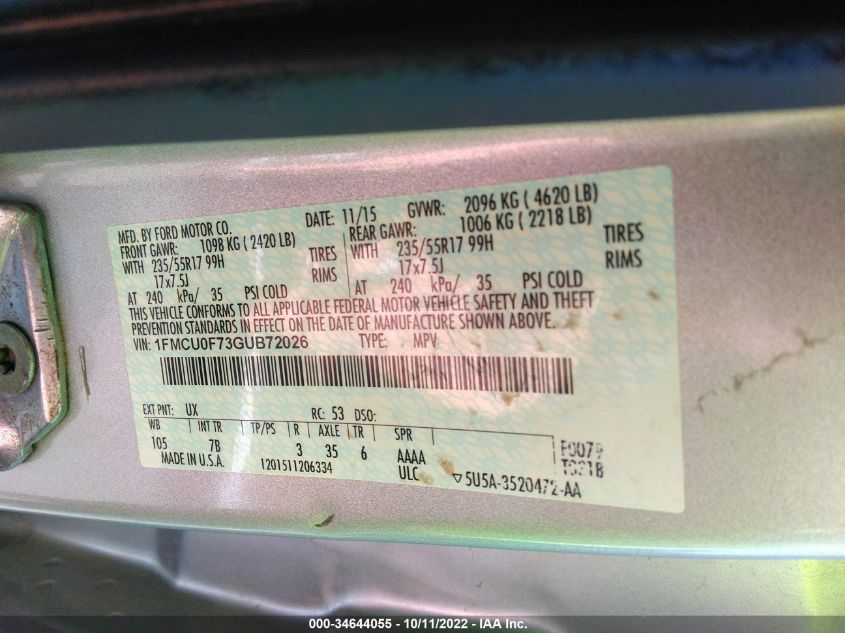 MFD. BY FORD MOTOR CO. DATE: 11/15 GVWR: 2096 KG (4620 LB)
FRONT GAWR: 1098 KG (2420 LB) REAR GAWR: 1006 KG (2218 LB)
WITH 235/55R17 99H TIRES WITH 235/55R17 99H TIRES
17x7.5J RIMS 17x7.5J RIMS
AT 240 kPa/ 35 PSI COLD AT 240 kPa/ 35 PSI COLD
THIS VEHICLE CONFORMS TO ALL APPLICABLE FEDERAL MOTOR VEHICLE SAFETY AND THEFT
PREVENTION STANDARDS IN EFFECT ON THE DATE OF MANUFACTURE SHOWN ABOVE.
VIN: 1FMCU0F73GUB72026 TYPE: MPV
EXT PNT: UX RC: 53 DSO:
WB INT TR TP/PS R AXLE TR SPR
105 7B 3 35 6 AAAA
MADE IN U.S.A. 1201511206334 ULC ▽5U5A-3520472-AA
000-34644055 - 10/11/2022 - IAA Inc.